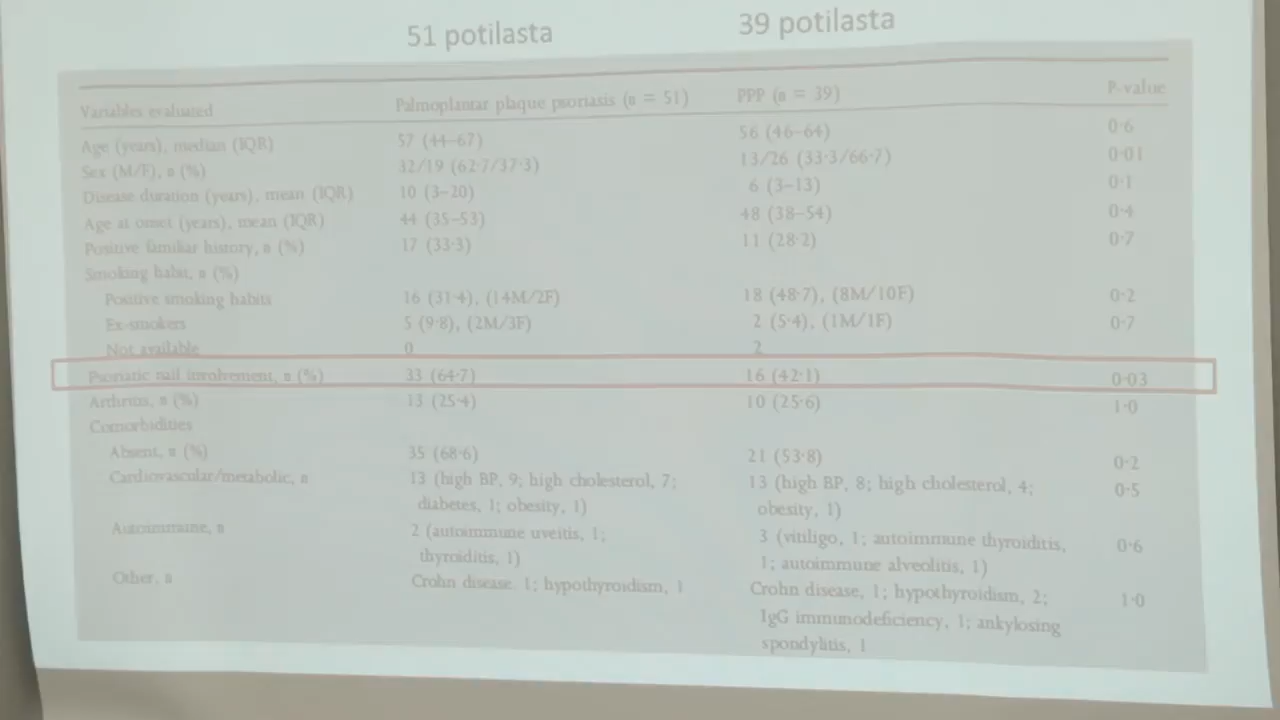 51 potilasta 39 potilasta
Variables evaluated Palmoplantar plaque psoriasis (n = 51) PPP (n = 39) P-value
Age (years), median (IQR) 57 (44–67) 56 (46–64) 0·6
Sex (M/F), n (%) 32/19 (62·7/37·3) 13/26 (33·3/66·7) 0·01
Disease duration (years), mean (IQR) 10 (3–20) 6 (3–13) 0·1
Age at onset (years), mean (IQR) 44 (35–53) 48 (38–54) 0·4
Positive familiar history, n (%) 17 (33·3) 11 (28·2) 0·7
Smoking habit, n (%)
Positive smoking habits 16 (31·4), (14M/2F) 18 (48·7), (8M/10F) 0·2
Ex-smokers 5 (9·8), (2M/3F) 2 (5·4), (1M/1F) 0·7
Not available 0 2
Psoriatic nail involvement, n (%) 33 (64·7) 16 (42·1) 0·03
Arthritis, n (%) 13 (25·4) 10 (25·6) 1·0
Comorbidities
Absent, n (%) 35 (68·6) 21 (53·8) 0·2
Cardiovascular/metabolic, n 13 (high BP, 9; high cholesterol, 7; 13 (high BP, 8; high cholesterol, 4; 0·5
diabetes, 1; obesity, 1) obesity, 1)
Autoimmune, n 2 (autoimmune uveitis, 1; 3 (vitiligo, 1; autoimmune thyroiditis, 0·6
thyroiditis, 1) 1; autoimmune alveolitis, 1)
Other, n Crohn disease, 1; hypothyroidism, 1 Crohn disease, 1; hypothyroidism, 2; 1·0
IgG immunodeficiency, 1; ankylosing
spondylitis, 1